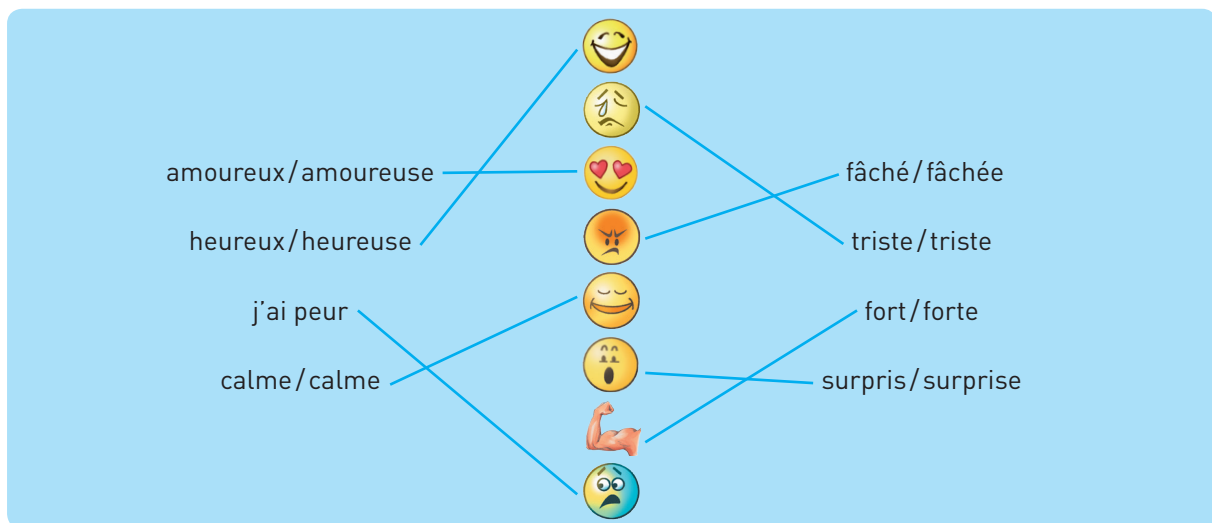 amoureux/amoureuse
heureux/heureuse
j'ai peur
calme/calme
fâché/fâchée
triste/triste
fort/forte
surpris/surprise